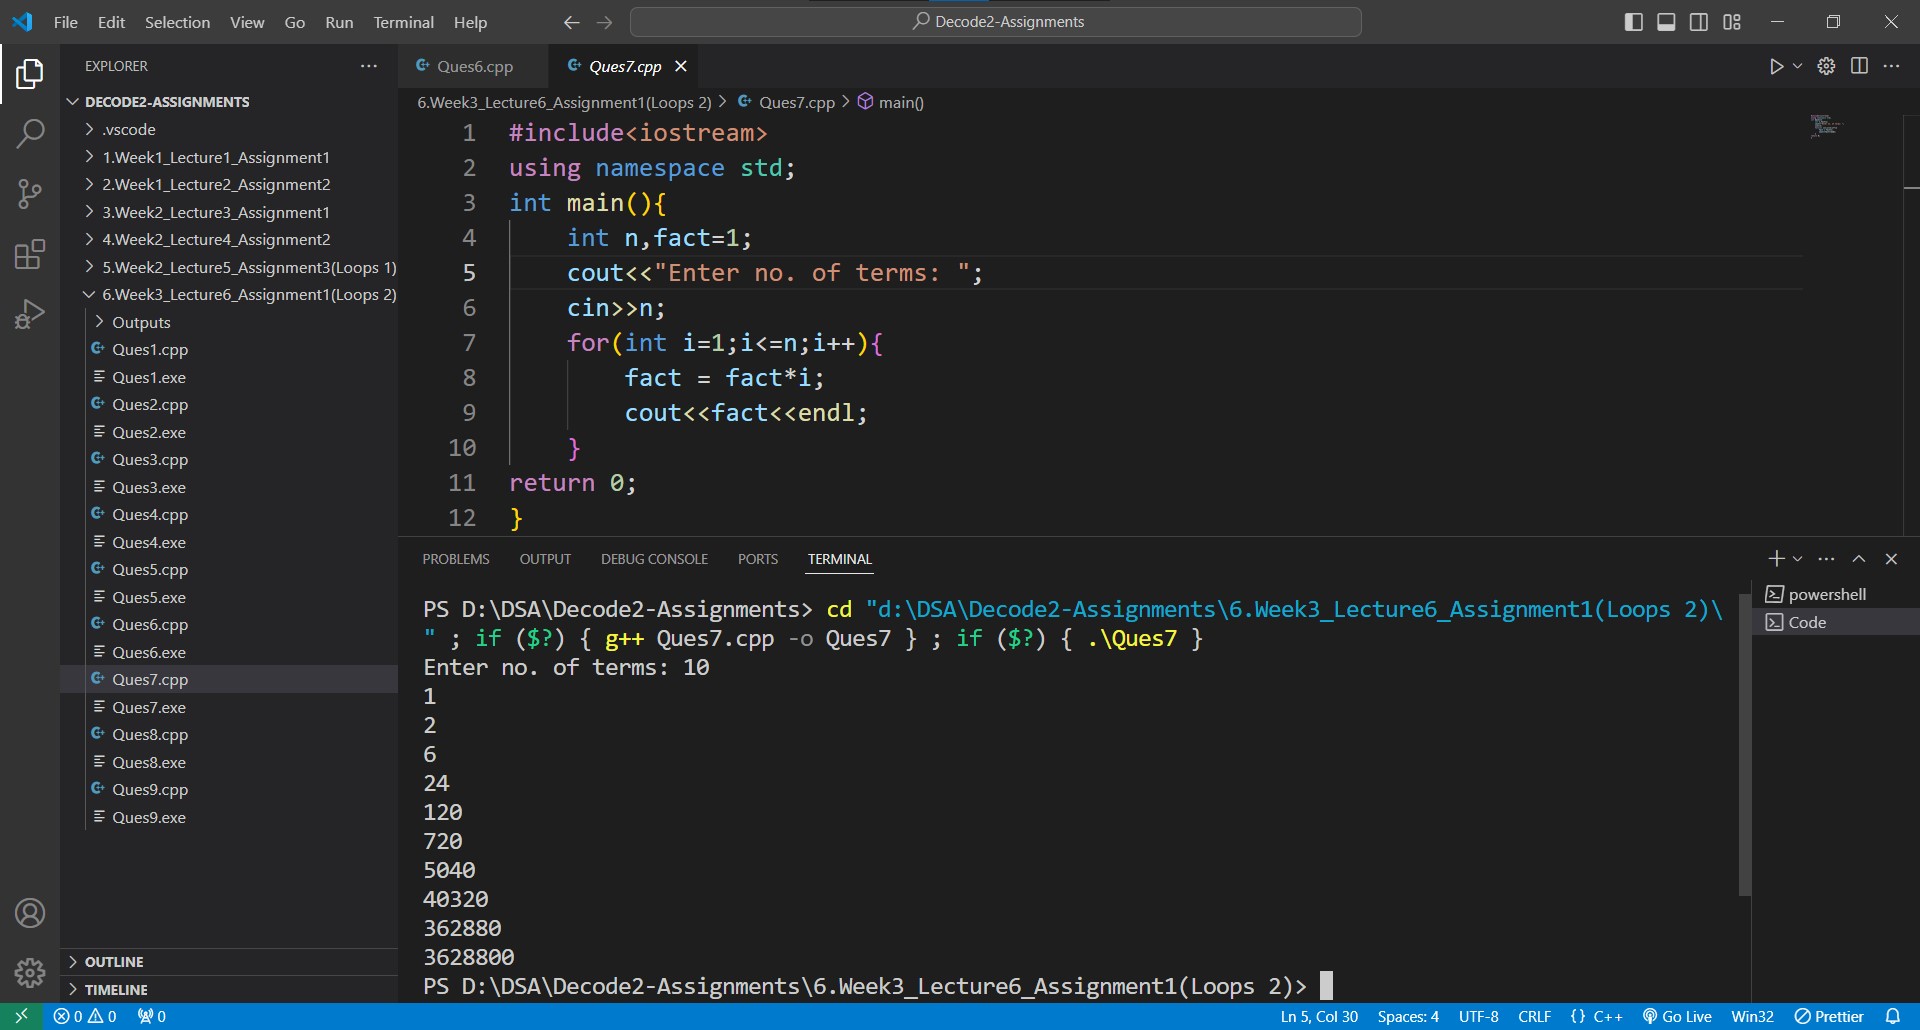 File Edit Selection View Go Run Terminal Help
Decode2-Assignments
EXPLORER
DECODE2-ASSIGNMENTS
.vscode
1.Week1_Lecture1_Assignment1
2.Week1_Lecture2_Assignment2
3.Week2_Lecture3_Assignment1
4.Week2_Lecture4_Assignment2
5.Week2_Lecture5_Assignment3(Loops 1)
6.Week3_Lecture6_Assignment1(Loops 2)
Outputs
Ques1.cpp
Ques1.exe
Ques2.cpp
Ques2.exe
Ques3.cpp
Ques3.exe
Ques4.cpp
Ques4.exe
Ques5.cpp
Ques5.exe
Ques6.cpp
Ques6.exe
Ques7.cpp
Ques7.exe
Ques8.cpp
Ques8.exe
Ques9.cpp
Ques9.exe
OUTLINE
TIMELINE
Ques6.cpp Ques7.cpp
6.Week3_Lecture6_Assignment1(Loops 2) > Ques7.cpp > main()
1 #include<iostream>
2 using namespace std;
3 int main(){
4 int n,fact=1;
5 cout<<"Enter no. of terms: ";
6 cin>>n;
7 for(int i=1;i<=n;i++){
8 fact = fact*i;
9 cout<<fact<<endl;
10 }
11 return 0;
12 }
PROBLEMS OUTPUT DEBUG CONSOLE PORTS TERMINAL
PS D:\DSA\Decode2-Assignments> cd "d:\DSA\Decode2-Assignments\6.Week3_Lecture6_Assignment1(Loops 2)\
" ; if ($?) { g++ Ques7.cpp -o Ques7 } ; if ($?) { .\Ques7 }
Enter no. of terms: 10
1
2
6
24
120
720
5040
40320
362880
3628800
PS D:\DSA\Decode2-Assignments\6.Week3_Lecture6_Assignment1(Loops 2)>
powershell
Code
0 0 0
Ln 5, Col 30 Spaces: 4 UTF-8 CRLF {} C++ Go Live Win32 Prettier